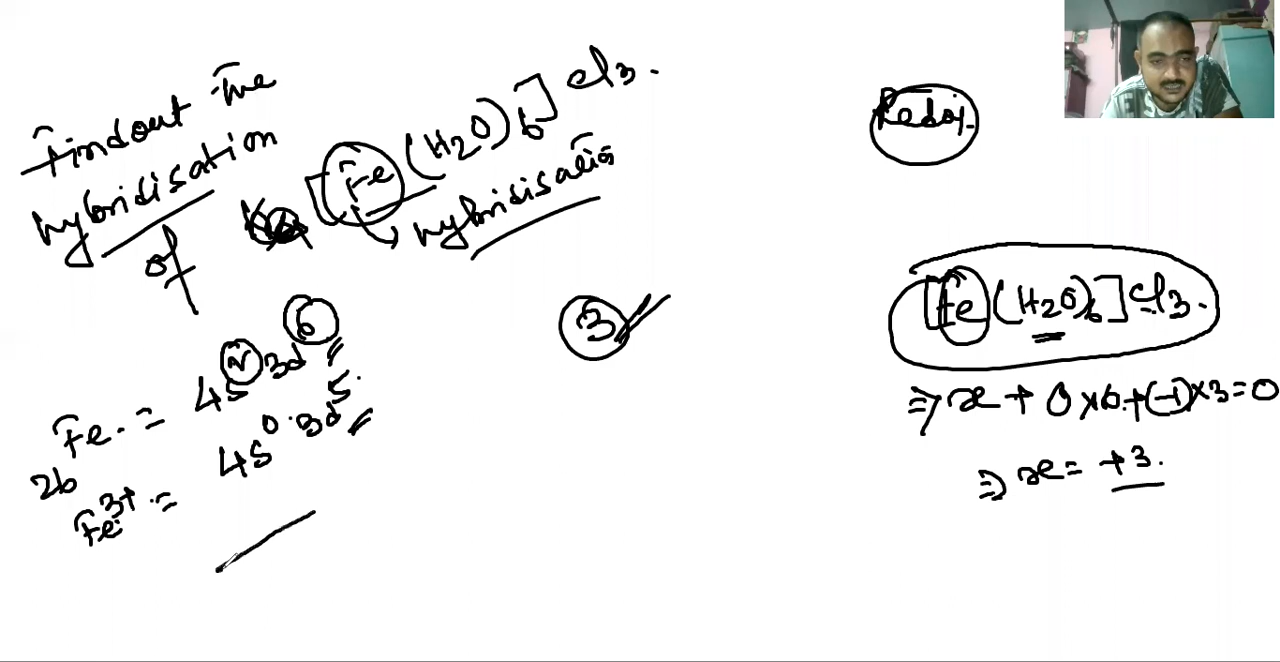 Findout the
hybridisation
of
[Fe(H2O)6]Cl3.
hybridisation
Fe. = 4s2 3d6
26
Fe3+ = 4s0.3d5.
3
Redox.
[Fe(H2O)6]Cl3.
⇒ x + 0×6+(-1)×3=0
⇒ x = +3.